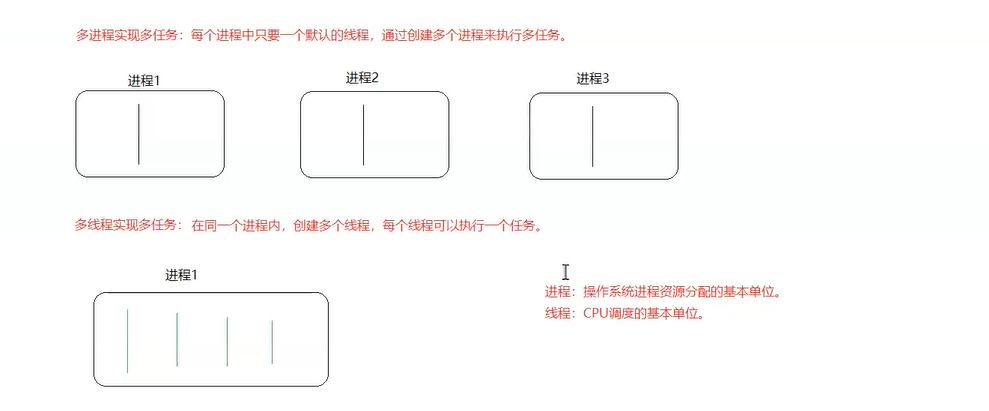 多进程实现多任务：每个进程中只要一个默认的线程，通过创建多个进程来执行多任务。
进程1
进程2
进程3
多线程实现多任务：在同一个进程内，创建多个线程，每个线程可以执行一个任务。
进程1
进程：操作系统进程资源分配的基本单位。
线程：CPU调度的基本单位。